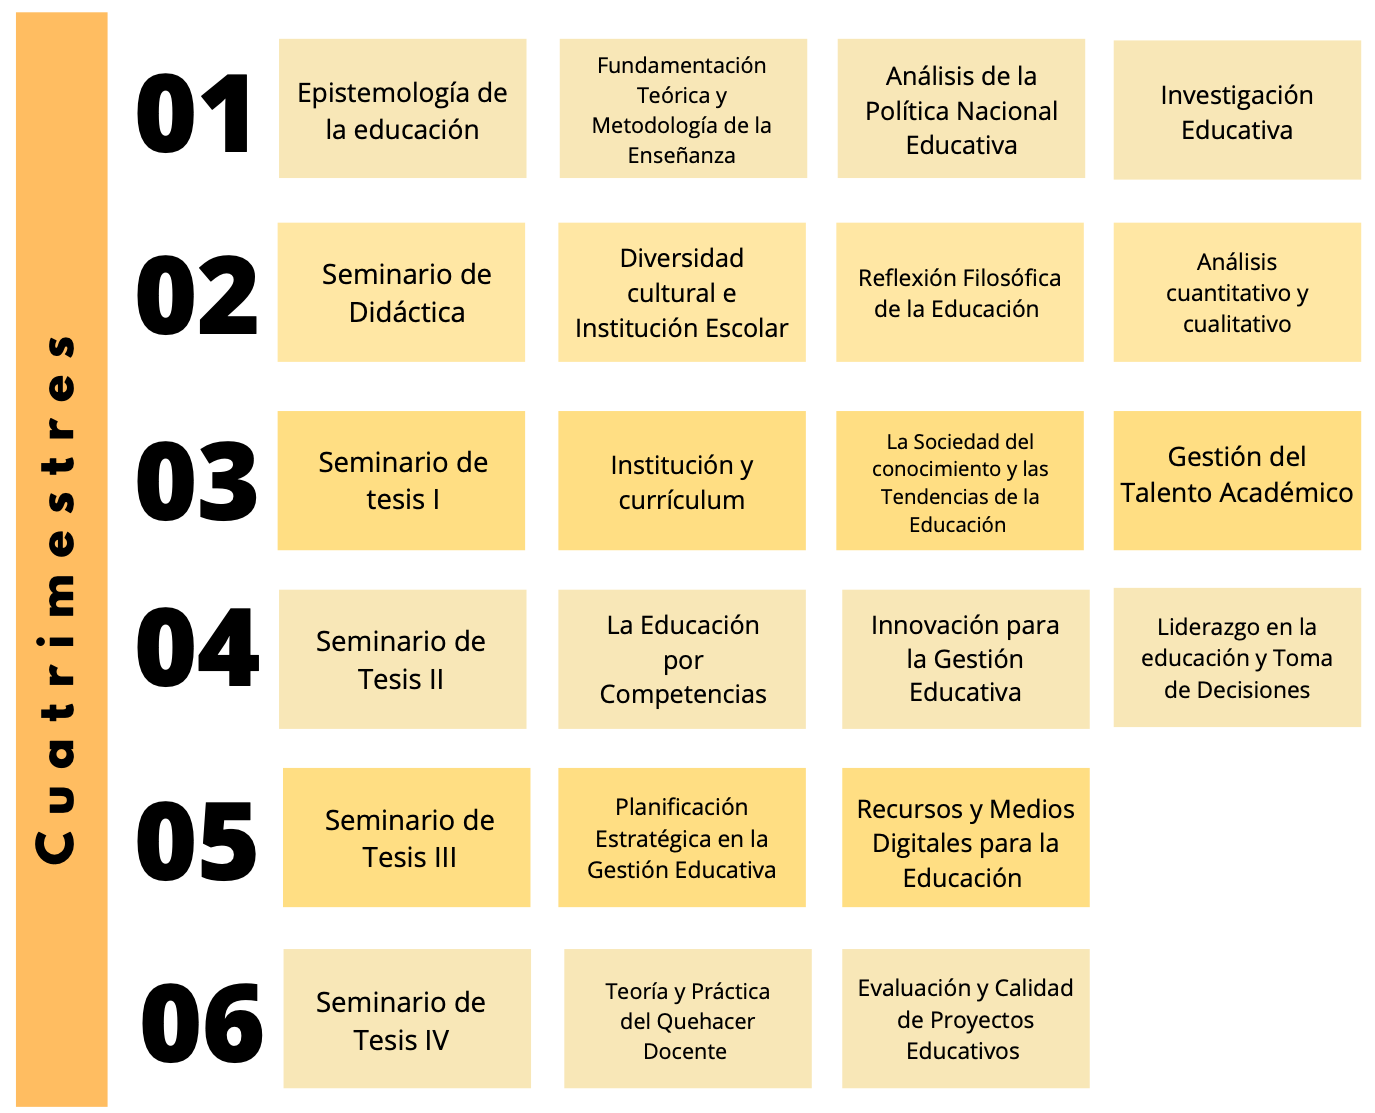 Cuatrimestres
01
Epistemología de
la educación
Fundamentación
Teórica y
Metodología de la
Enseñanza
Análisis de la
Política Nacional
Educativa
Investigación
Educativa
02
Seminario de
Didáctica
Diversidad
cultural e
Institución Escolar
Reflexión Filosófica
de la Educación
Análisis
cuantitativo y
cualitativo
03
Seminario de
tesis I
Institución y
currículum
La Sociedad del
conocimiento y las
Tendencias de la
Educación
Gestión del
Talento Académico
04
Seminario de
Tesis II
La Educación
por
Competencias
Innovación para
la Gestión
Educativa
Liderazgo en la
educación y Toma
de Decisiones
05
Seminario de
Tesis III
Planificación
Estratégica en la
Gestión Educativa
Recursos y Medios
Digitales para la
Educación
06
Seminario de
Tesis IV
Teoría y Práctica
del Quehacer
Docente
Evaluación y Calidad
de Proyectos
Educativos